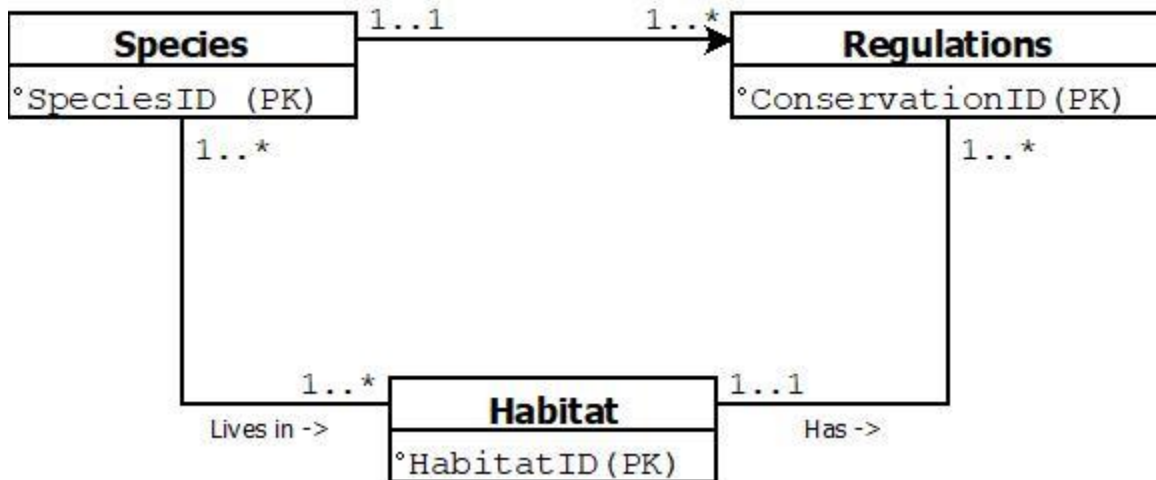 1..1
1..*
Species
Regulations
°SpeciesID (PK)
°ConservationID(PK)
1..*
1..*
1..*
1..1
Habitat
Lives in ->
Has ->
°HabitatID(PK)